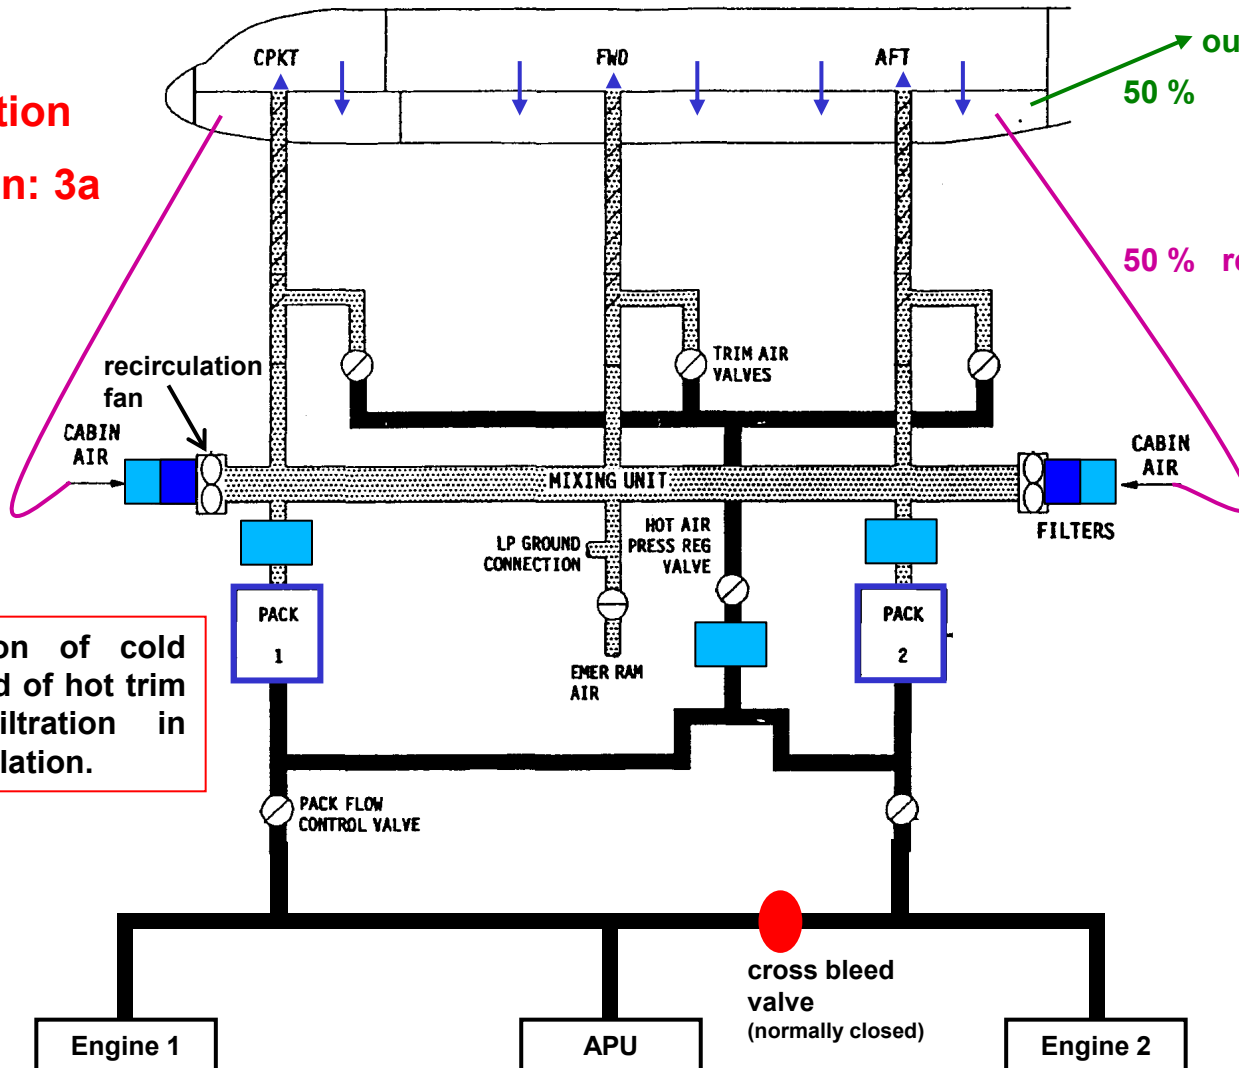 CPKT
FWD
AFT
ou
50 %
tion
n: 3a
50 % re
TRIM AIR
VALVES
recirculation
fan
CABIN
AIR
CABIN
AIR
MIXING UNIT
FILTERS
LP GROUND
CONNECTION
HOT AIR
PRESS REG
VALVE
PACK
1
PACK
2
EMER RAM
AIR
on of cold
d of hot trim
iltration in
lation.
PACK FLOW
CONTROL VALVE
cross bleed
valve
(normally closed)
Engine 1
APU
Engine 2